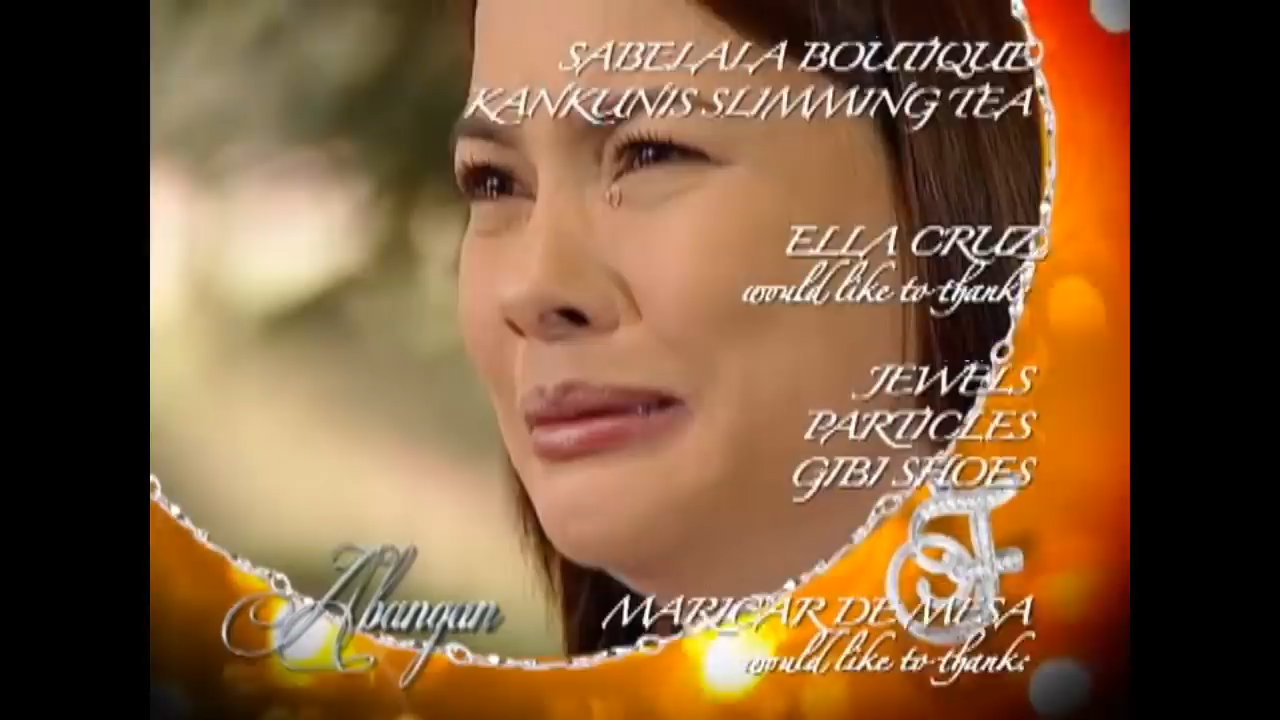 SABELALA BOUTIQUE
KANKUNIS SLIMMING TEA
ELLA CRUZ
would like to thank:
JEWELS
PARTICLES
GIBI SHOES
MARICAR DE MESA
would like to thank:
Abangan